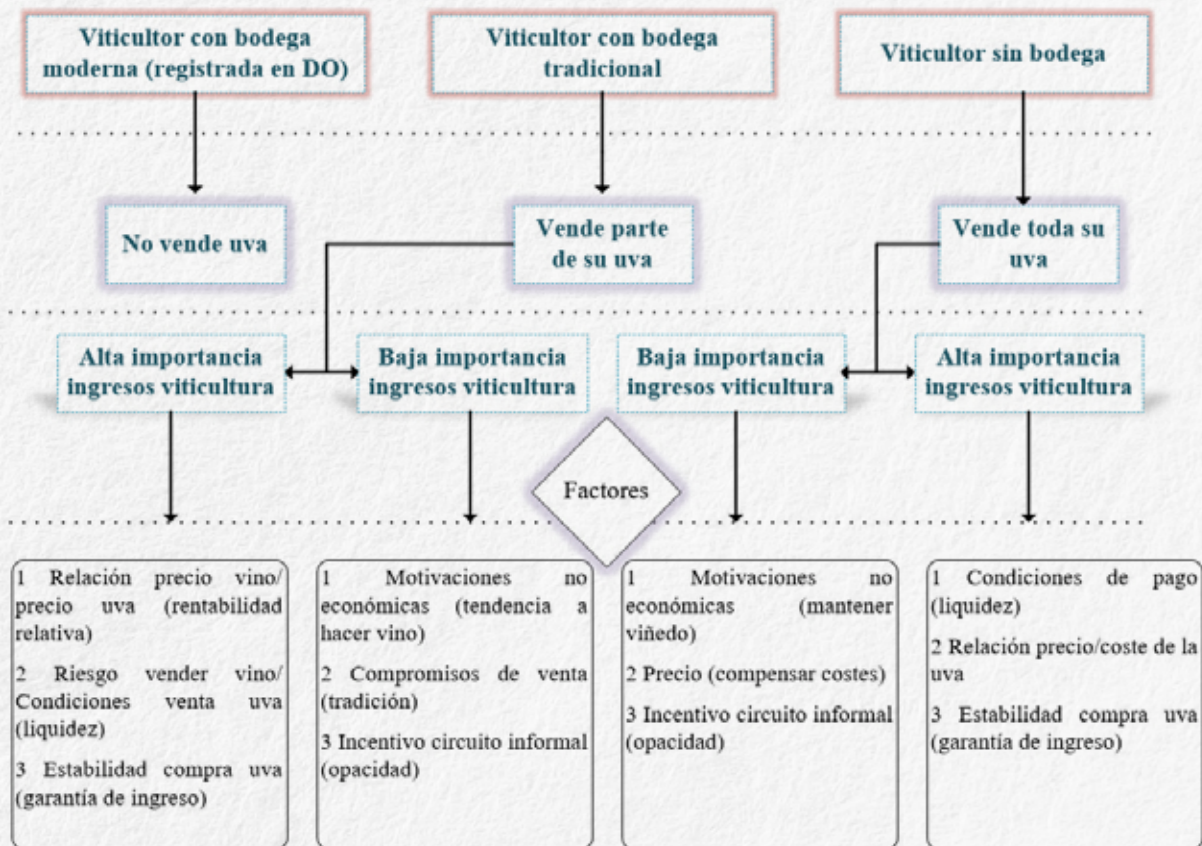 Viticultor con bodega
moderna (registrada en DO)
Viticultor con bodega
tradicional
Viticultor sin bodega
No vende uva
Vende parte
de su uva
Vende toda su
uva
Alta importancia
ingresos viticultura
Baja importancia
ingresos viticultura
Baja importancia
ingresos viticultura
Alta importancia
ingresos viticultura
Factores
1 Relación precio vino/
precio uva (rentabilidad
relativa)
2 Riesgo vender vino/
Condiciones venta uva
(liquidez)
3 Estabilidad compra uva
(garantía de ingreso)
1 Motivaciones no
económicas (tendencia a
hacer vino)
2 Compromisos de venta
(tradición)
3 Incentivo circuito informal
(opacidad)
1 Motivaciones no
económicas (mantener
viñedo)
2 Precio (compensar costes)
3 Incentivo circuito informal
(opacidad)
1 Condiciones de pago
(liquidez)
2 Relación precio/coste de la
uva
3 Estabilidad compra uva
(garantía de ingreso)